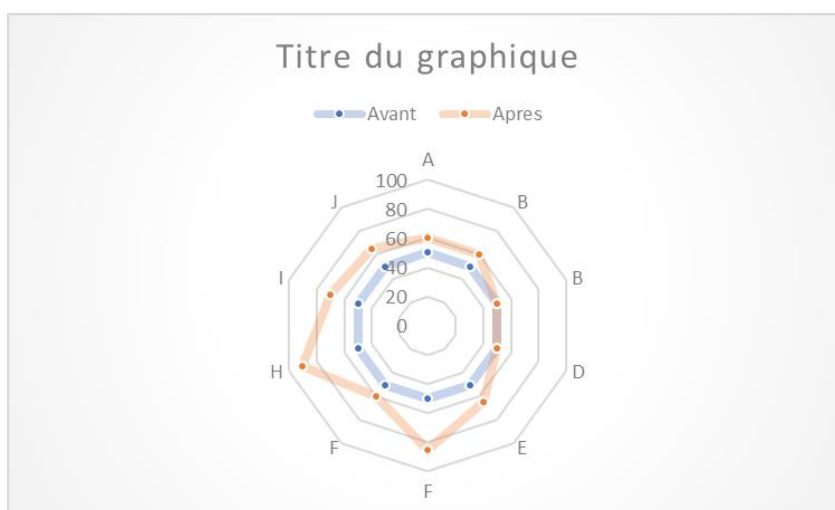 Titre du graphique
Avant Apres
A
100
J B
80
60
I B
40
20
0
H D
F E
F